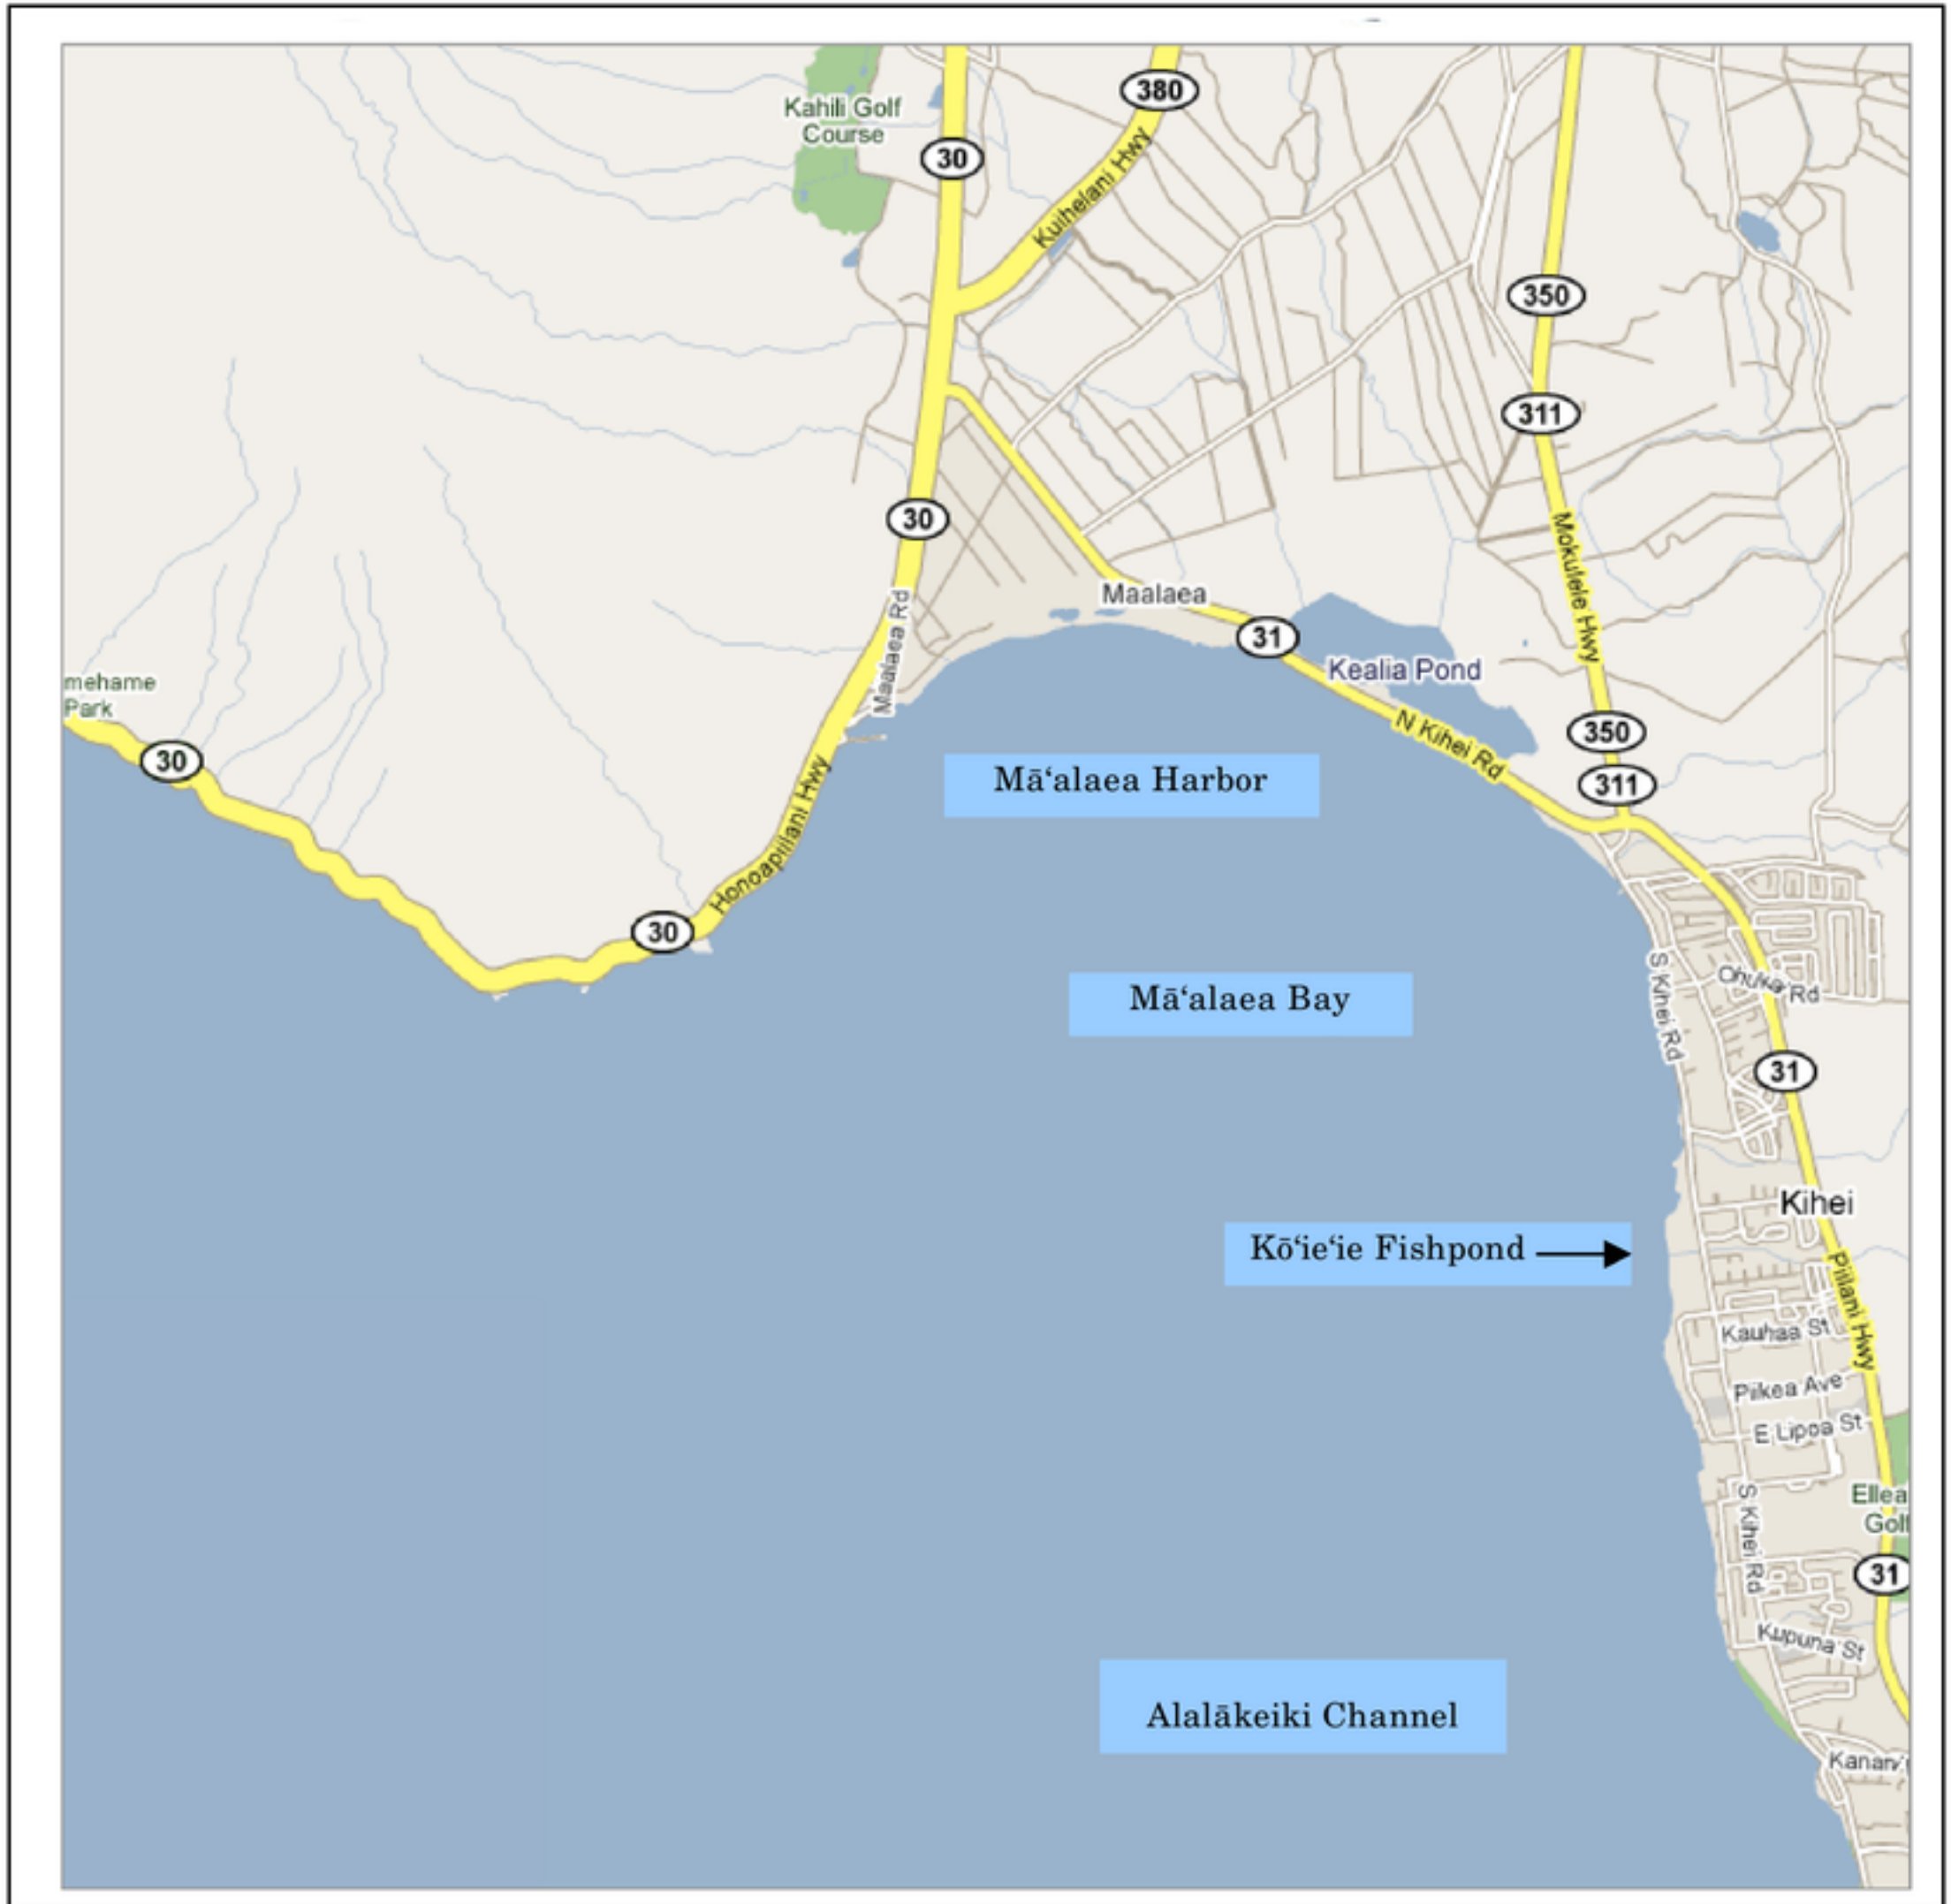 380
Kahili Golf
Course
30
Kuihelani Hwy
350
311
30
Mokulele Hwy
Maalaea
Maalaea Rd
31
Kealia Pond
mehame
Park
N Kihei Rd
350
30
Mā‘alaea Harbor
311
Honoapiilani Hwy
30
Mā‘alaea Bay
Ohukai Rd
S Kihei Rd
31
Kihei
Kō‘ie‘ie Fishpond
Piilani Hwy
Kauhaa St
Piikea Ave
E Lipoa St
Ellea
Golf
S Kihei Rd
31
Kupuna St
Alalākeiki Channel